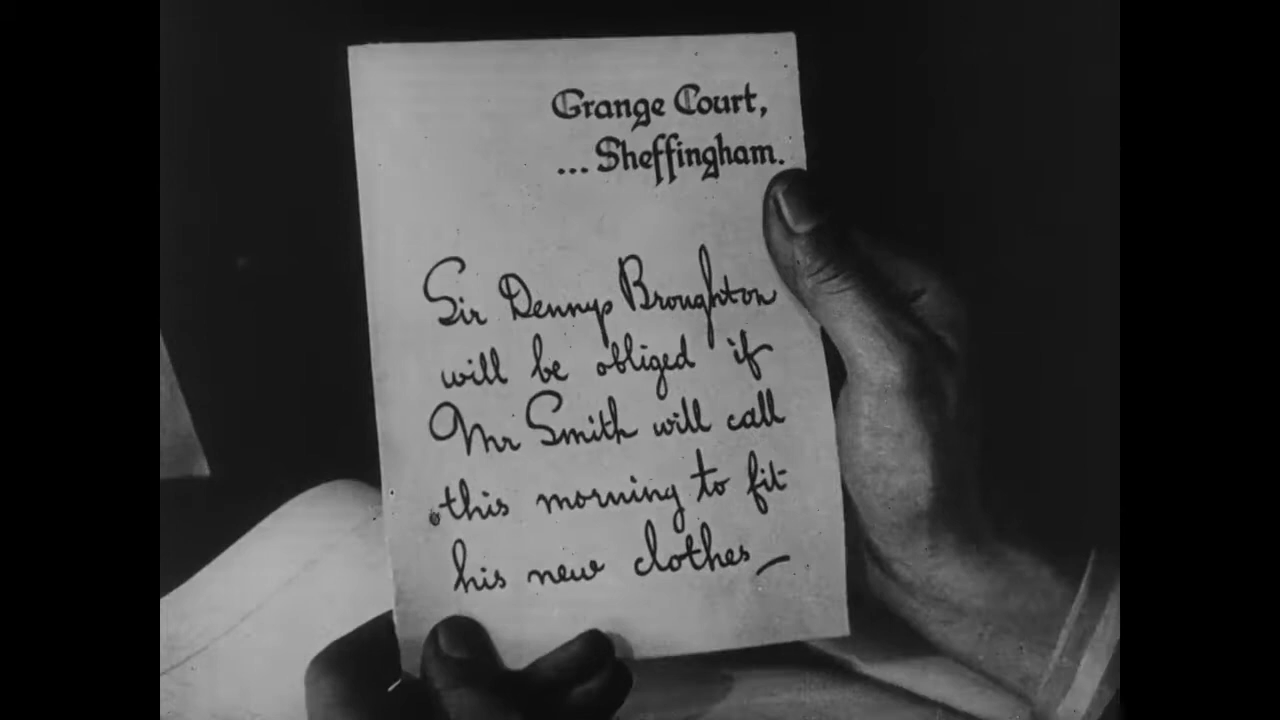 Grange Court,
... Sheffingham.
Sir Dennys Broughton
will be obliged if
Mr Smith will call
this morning to fit
his new clothes—